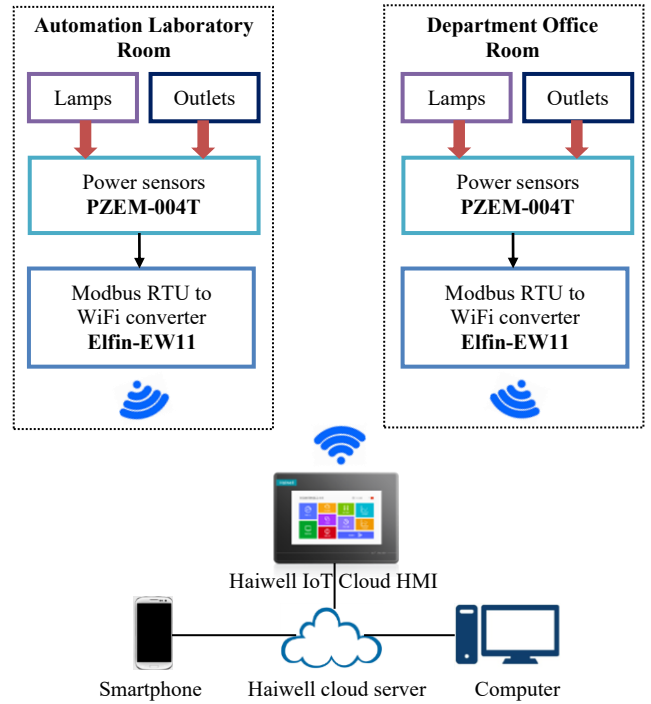 Automation Laboratory
Room
Lamps
Outlets
Power sensors
PZEM-004T
Modbus RTU to
WiFi converter
Elfin-EW11
Department Office
Room
Lamps
Outlets
Power sensors
PZEM-004T
Modbus RTU to
WiFi converter
Elfin-EW11
Haiwell IoT Cloud HMI
Smartphone
Haiwell cloud server
Computer